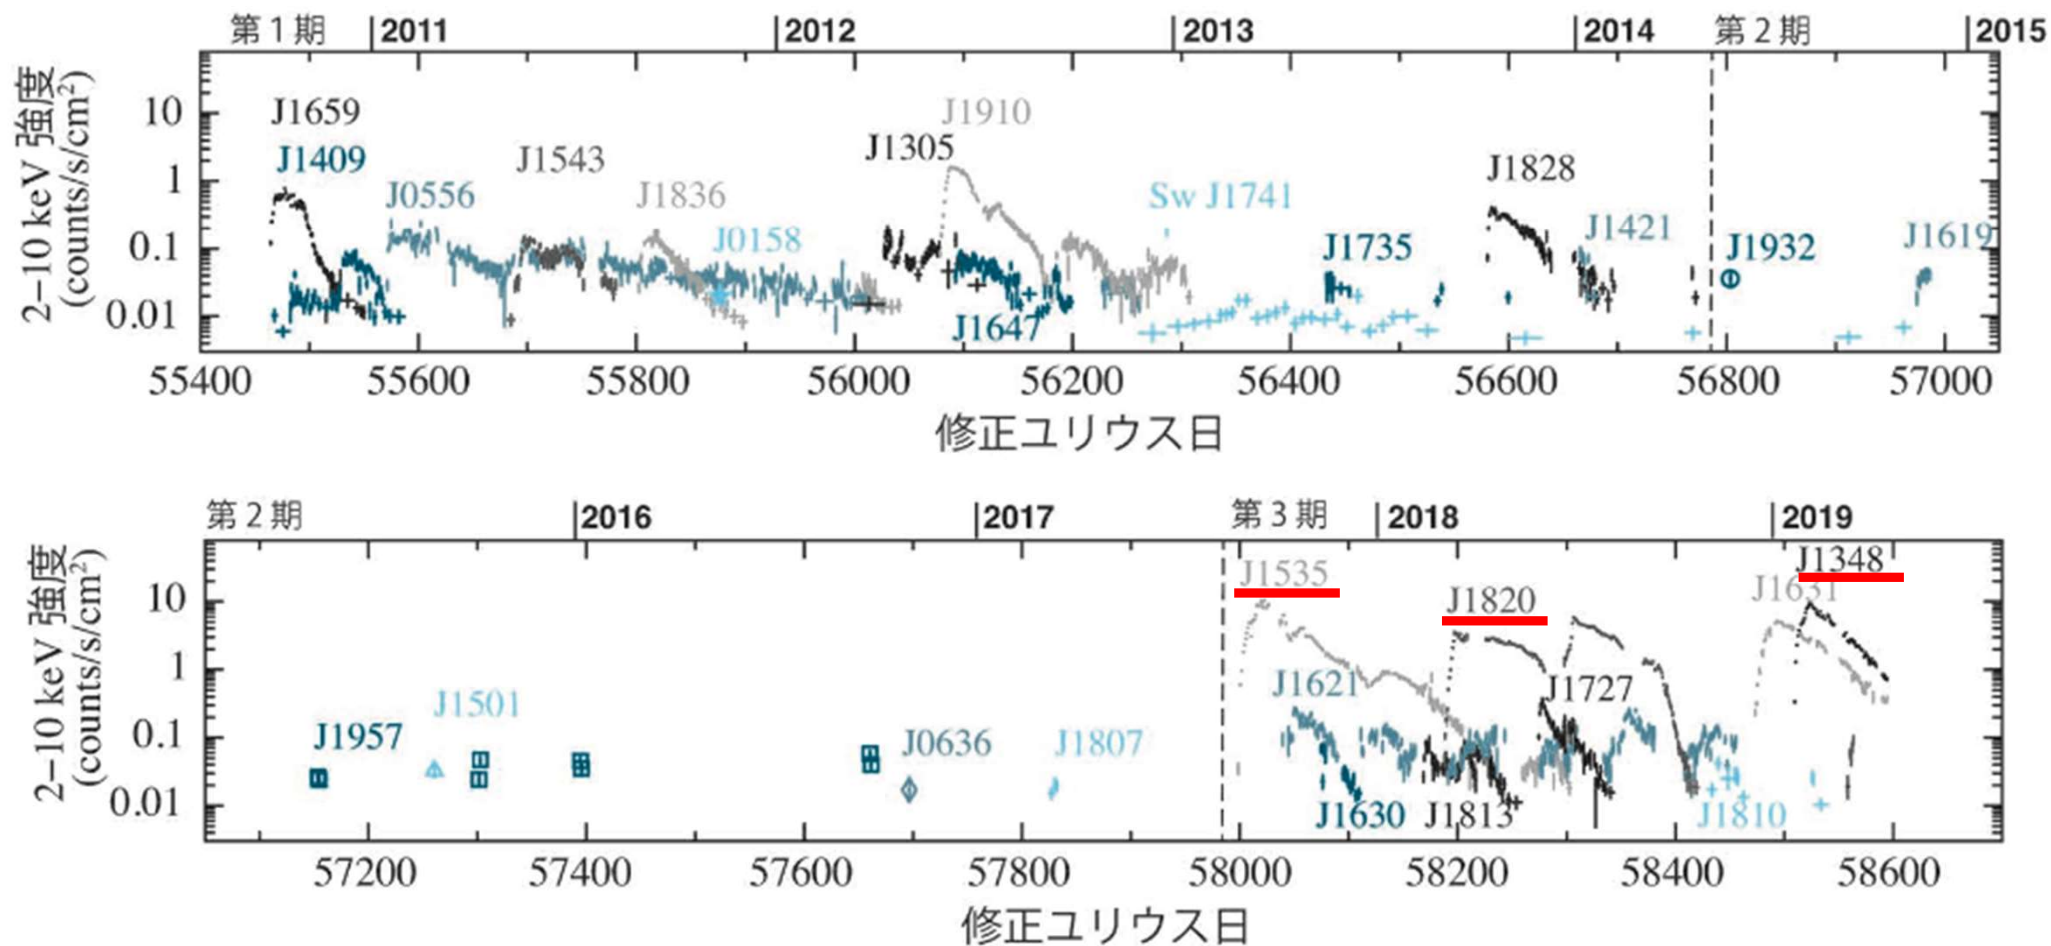 第 1 期 2011 2012 2013 2014 第 2 期 2015
2−10 keV 強度
(counts/s/cm²)
10
1
0.1
0.01
J1659
J1409
J0556
J1543
J1836
J0158
J1305
J1910
J1647
Sw J1741
J1735
J1828
J1421
J1932
J1619
55400 55600 55800 56000 56200 56400 56600 56800 57000
修正ユリウス日
第 2 期 2016 2017 第 3 期 2018 2019
2−10 keV 強度
(counts/s/cm²)
10
1
0.1
0.01
J1957
J1501
J0636
J1807
J1535
J1621
J1630
J1820
J1813
J1727
J1810
J1348
J1631
57200 57400 57600 57800 58000 58200 58400 58600
修正ユリウス日